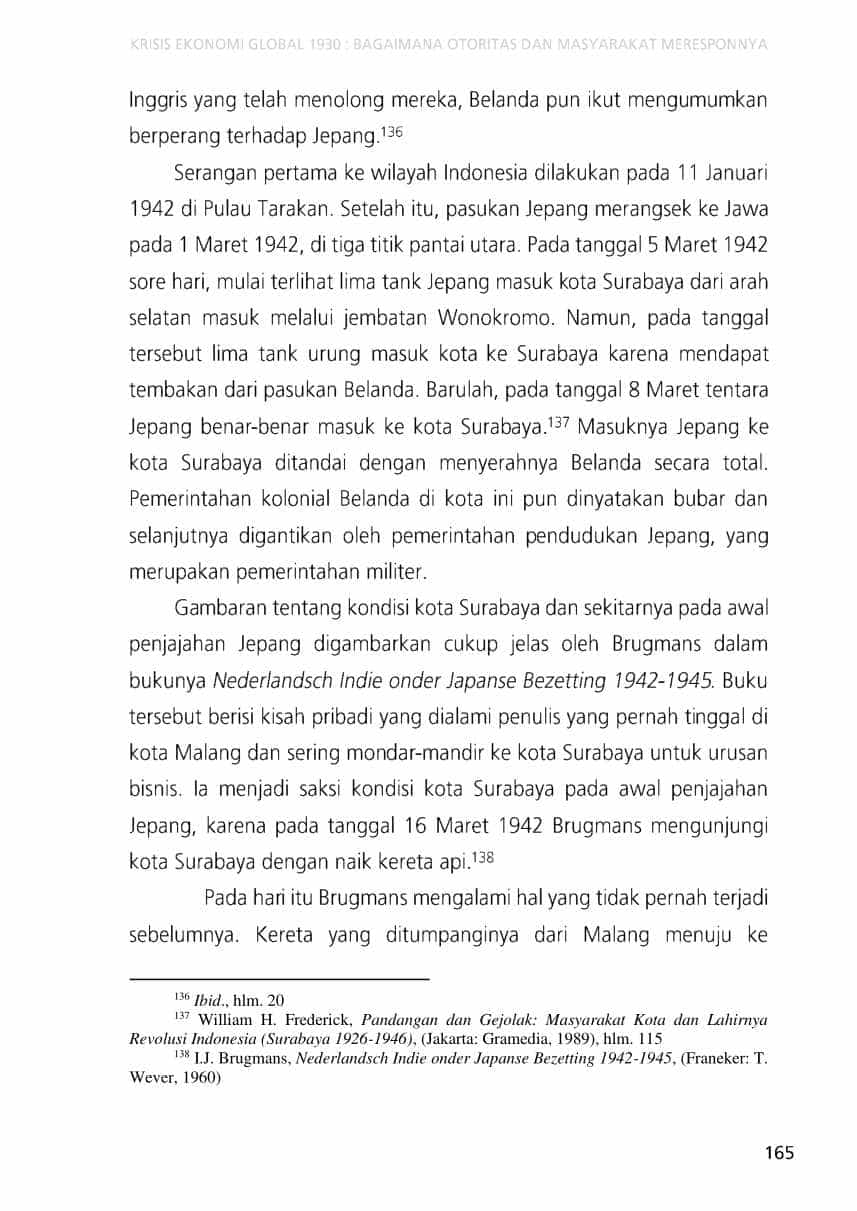 KRISIS EKONOMI GLOBAL 1930 : BAGAIMANA OTORITAS DAN MASYARAKAT MERESPONNYA
Inggris yang telah menolong mereka, Belanda pun ikut mengumumkan
berperang terhadap Jepang.136
Serangan pertama ke wilayah Indonesia dilakukan pada 11 Januari
1942 di Pulau Tarakan. Setelah itu, pasukan Jepang merangsek ke Jawa
pada 1 Maret 1942, di tiga titik pantai utara. Pada tanggal 5 Maret 1942
sore hari, mulai terlihat lima tank Jepang masuk kota Surabaya dari arah
selatan masuk melalui jembatan Wonokromo. Namun, pada tanggal
tersebut lima tank urung masuk kota ke Surabaya karena mendapat
tembakan dari pasukan Belanda. Barulah, pada tanggal 8 Maret tentara
Jepang benar-benar masuk ke kota Surabaya.137 Masuknya Jepang ke
kota Surabaya ditandai dengan menyerahnya Belanda secara total.
Pemerintahan kolonial Belanda di kota ini pun dinyatakan bubar dan
selanjutnya digantikan oleh pemerintahan pendudukan Jepang, yang
merupakan pemerintahan militer.
Gambaran tentang kondisi kota Surabaya dan sekitarnya pada awal
penjajahan Jepang digambarkan cukup jelas oleh Brugmans dalam
bukunya Nederlandsch Indie onder Japanse Bezetting 1942-1945. Buku
tersebut berisi kisah pribadi yang dialami penulis yang pernah tinggal di
kota Malang dan sering mondar-mandir ke kota Surabaya untuk urusan
bisnis. Ia menjadi saksi kondisi kota Surabaya pada awal penjajahan
Jepang, karena pada tanggal 16 Maret 1942 Brugmans mengunjungi
kota Surabaya dengan naik kereta api.138
Pada hari itu Brugmans mengalami hal yang tidak pernah terjadi
sebelumnya. Kereta yang ditumpanginya dari Malang menuju ke
136 Ibid., hlm. 20
137 William H. Frederick, Pandangan dan Gejolak: Masyarakat Kota dan Lahirnya
Revolusi Indonesia (Surabaya 1926-1946), (Jakarta: Gramedia, 1989), hlm. 115
138 I.J. Brugmans, Nederlandsch Indie onder Japanse Bezetting 1942-1945, (Franeker: T.
Wever, 1960)
165